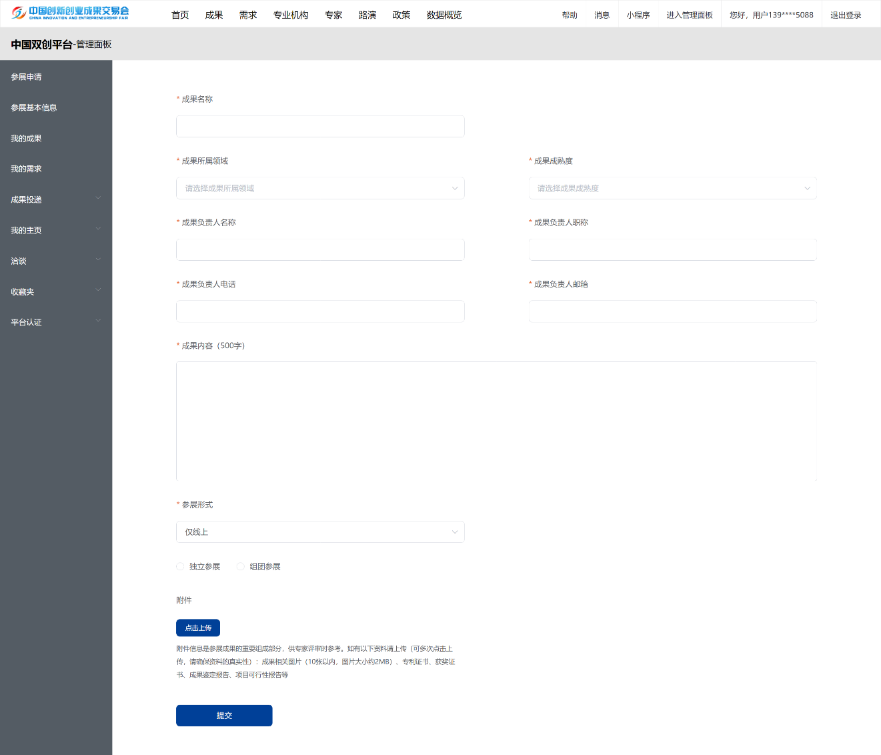 中国创新创业成果交易会
CHINA INNOVATION AND ENTREPRENEURSHIP FAIR
首页 成果 需求 专业机构 专家 路演 政策 数据概览 帮助 消息 小程序 进入管理面板 您好，用户139****5088 退出登录
中国双创平台-管理面板
参展申请
参展基本信息
我的成果
我的需求
成果投递
我的主页
洽谈
收藏夹
平台认证
* 成果名称
* 成果所属领域 * 成果成熟度
请选择成果所属领域 请选择成果成熟度
* 成果负责人名称 * 成果负责人职称
* 成果负责人电话 * 成果负责人邮箱
* 成果内容（500字）
* 参展形式
仅线上
独立参展 组团参展
附件
点击上传
附件信息是参展成果的重要组成部分，供专家评审时参考。如有以下资料请上传（可多次点击上
传，请确保资料的真实性）：成果相关图片（10张以内，图片大小约2MB）、专利证书、获奖证
书、成果鉴定报告、项目可行性报告等
提交